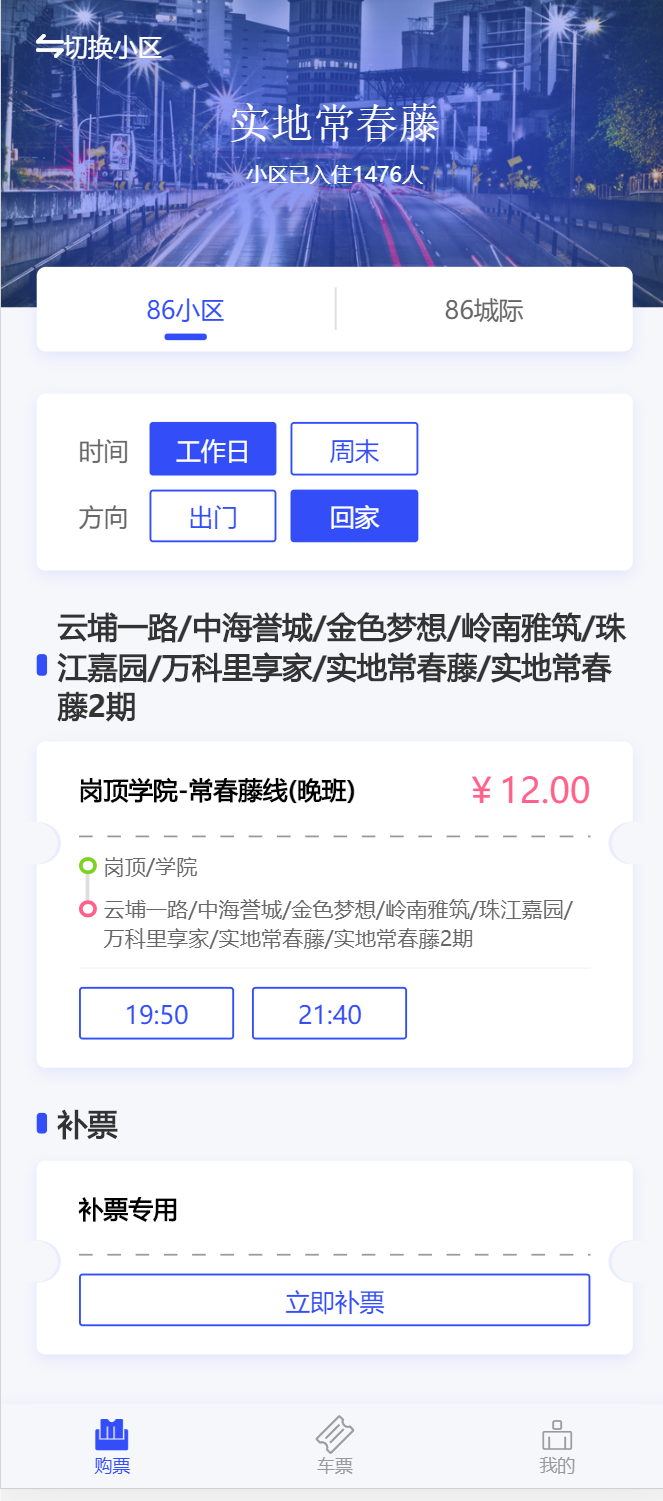 切换小区
实地常春藤
小区已入住1476人
86小区
86城际
时间 工作日 周末
方向 出门 回家
云埔一路/中海誉城/金色梦想/岭南雅筑/珠
江嘉园/万科里享家/实地常春藤/实地常春
藤2期
岗顶学院-常春藤线(晚班)
¥ 12.00
岗顶/学院
云埔一路/中海誉城/金色梦想/岭南雅筑/珠江嘉园/
万科里享家/实地常春藤/实地常春藤2期
19:50 21:40
补票
补票专用
立即补票
购票 车票 我的